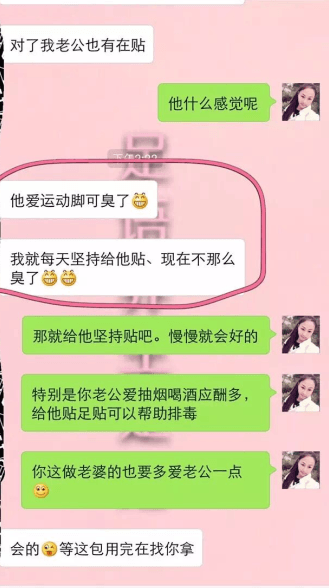 对了我老公也有在贴
他什么感觉呢
下午2:02
他爱运动脚可臭了😁
我就每天坚持给他贴、现在不那么
臭了😁😁
那就给他坚持贴吧。慢慢就会好的
特别是你老公爱抽烟喝酒应酬多，
给他贴足贴可以帮助排毒
你这做老婆的也要多爱老公一点
🙂
会的😜等这包用完在找你拿